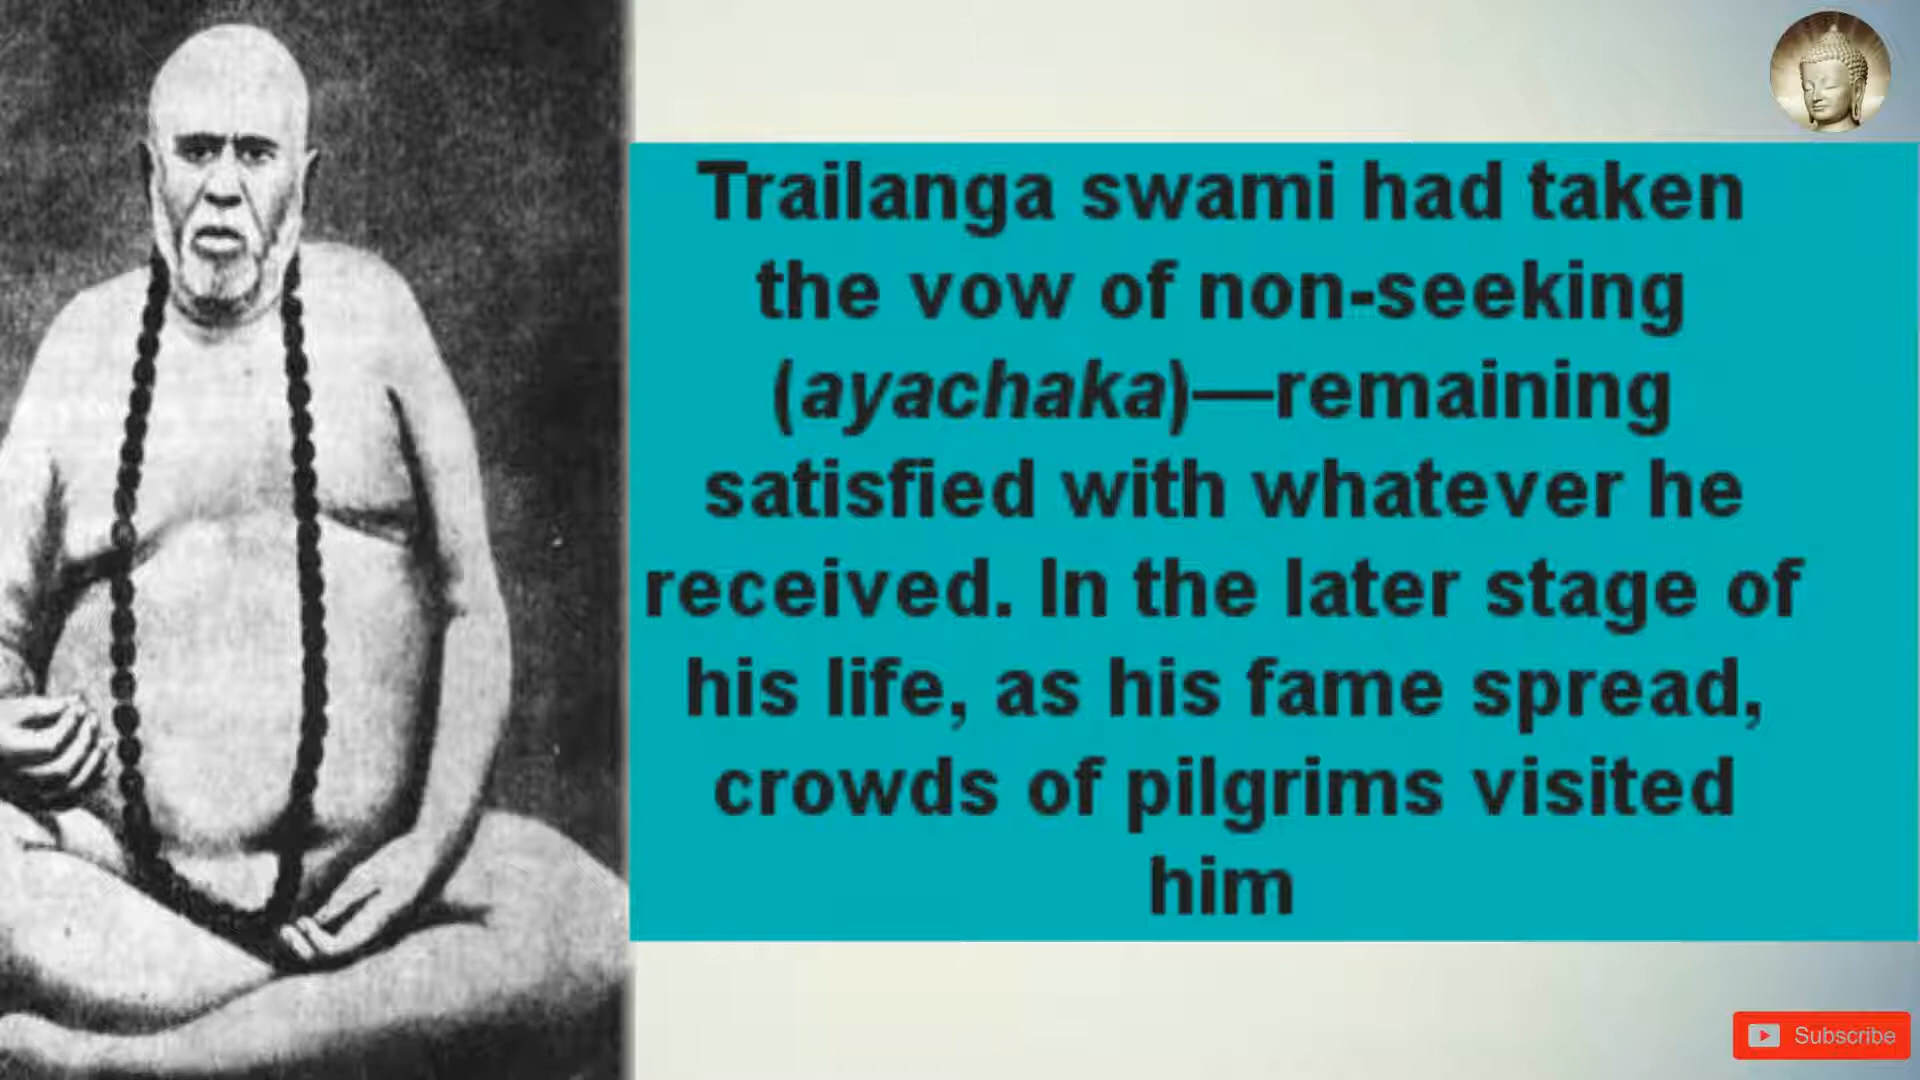 Trailanga swami had taken
the vow of non-seeking
(ayachaka)—remaining
satisfied with whatever he
received. In the later stage of
his life, as his fame spread,
crowds of pilgrims visited
him
Subscribe